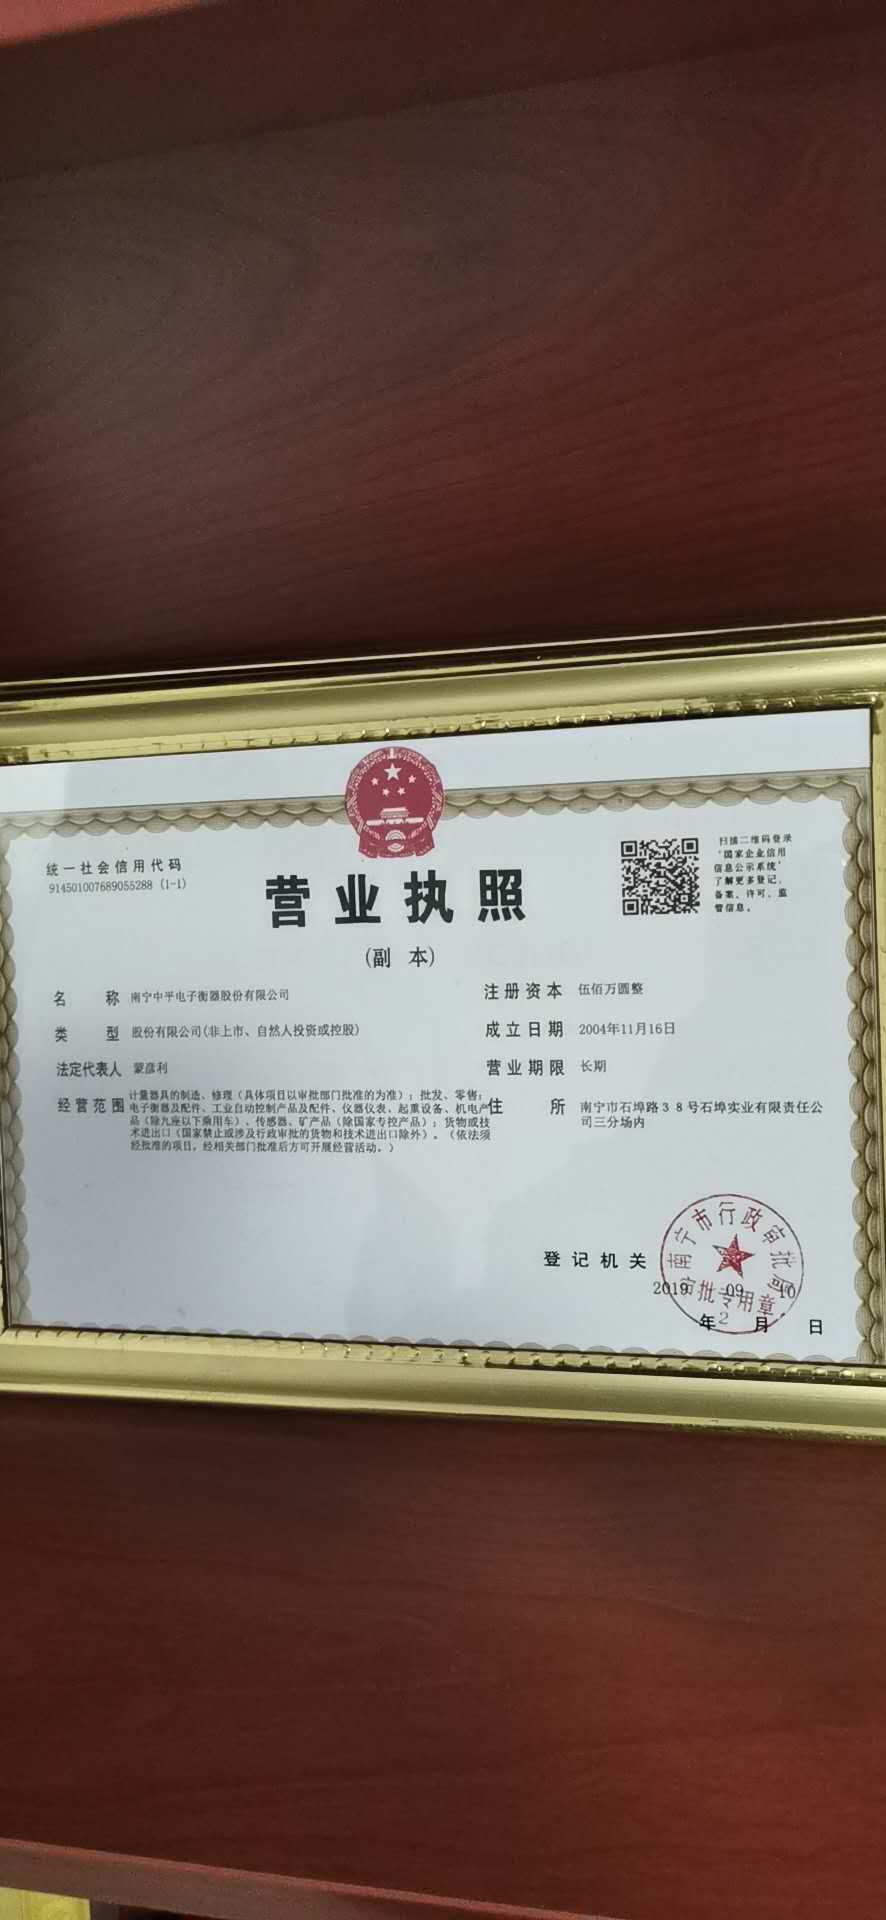 统一社会信用代码
914501007689055288 (1-1)
营业执照
(副 本)
扫描二维码登录
"国家企业信用
信息公示系统"
了解更多登记、
备案、许可、监
管信息。
名 称 南宁中平电子衡器股份有限公司
类 型 股份有限公司(非上市、自然人投资或控股)
法定代表人 蒙彦利
经营范围 计量器具的制造、修理（具体项目以审批部门批准的为准）；批发、零售：
电子衡器及配件、工业自动控制产品及配件、仪器仪表、起重设备、机电产
品（除九座以下乘用车）、传感器、矿产品（除国家专控产品）；货物或技
术进出口（国家禁止或涉及行政审批的货物和技术进出口除外）。（依法须
经批准的项目，经相关部门批准后方可开展经营活动。）
注册资本 伍佰万圆整
成立日期 2004年11月16日
营业期限 长期
住 所 南宁市石埠路38号石埠实业有限责任公
司三分场内
登记机关
南宁市行政审批局
审批专用章
2
2019 09 10
年 月 日